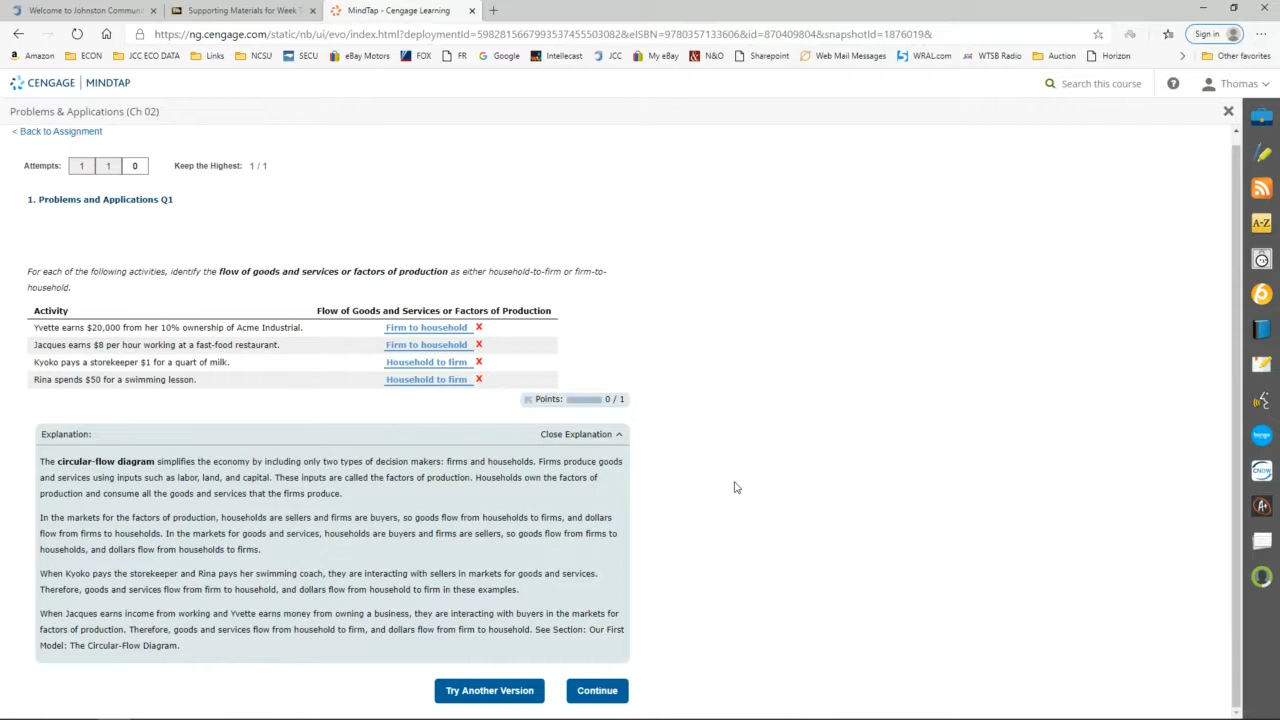 Welcome to Johnston Commun
Supporting Materials for Week
MindTap - Cengage Learning
https://ng.cengage.com/static/nb/ui/evo/index.html?deploymentId=5982815667993537455503082&eISBN=9780357133606&id=870409804&snapshotId=1876019&
Sign in
Amazon ECON JCC ECO DATA Links NCSU SECU eBay Motors FOX FR Google Intellecast JCC My eBay N&O Sharepoint Web Mail Messages WRAL.com WTSB Radio Auction Horizon Other favorites
CENGAGE | MINDTAP
Search this course
Thomas
Problems & Applications (Ch 02)
< Back to Assignment
Attempts: 1 1 0 Keep the Highest: 1 / 1
1. Problems and Applications Q1
For each of the following activities, identify the flow of goods and services or factors of production as either household-to-firm or firm-to-
household.
Activity Flow of Goods and Services or Factors of Production
Yvette earns $20,000 from her 10% ownership of Acme Industrial. Firm to household X
Jacques earns $8 per hour working at a fast-food restaurant. Firm to household X
Kyoko pays a storekeeper $1 for a quart of milk. Household to firm X
Rina spends $50 for a swimming lesson. Household to firm X
Points: 0 / 1
Explanation: Close Explanation
The circular-flow diagram simplifies the economy by including only two types of decision makers: firms and households. Firms produce goods
and services using inputs such as labor, land, and capital. These inputs are called the factors of production. Households own the factors of
production and consume all the goods and services that the firms produce.
In the markets for the factors of production, households are sellers and firms are buyers, so goods flow from households to firms, and dollars
flow from firms to households. In the markets for goods and services, households are buyers and firms are sellers, so goods flow from firms to
households, and dollars flow from households to firms.
When Kyoko pays the storekeeper and Rina pays her swimming coach, they are interacting with sellers in markets for goods and services.
Therefore, goods and services flow from firm to household, and dollars flow from household to firm in these examples.
When Jacques earns income from working and Yvette earns money from owning a business, they are interacting with buyers in the markets for
factors of production. Therefore, goods and services flow from household to firm, and dollars flow from firm to household. See Section: Our First
Model: The Circular-Flow Diagram.
Try Another Version Continue
A-Z
bongo
CNOW
A+